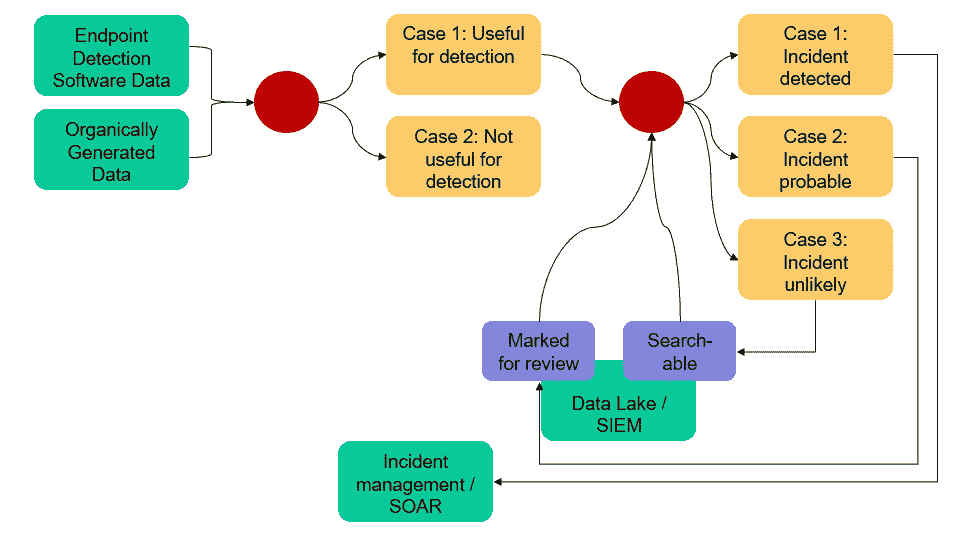 Endpoint
Detection
Software Data
Organically
Generated
Data
Case 1: Useful
for detection
Case 2: Not
useful for
detection
Case 1:
Incident
detected
Case 2:
Incident
probable
Case 3:
Incident
unlikely
Marked
for review
Search-
able
Data Lake /
SIEM
Incident
management /
SOAR